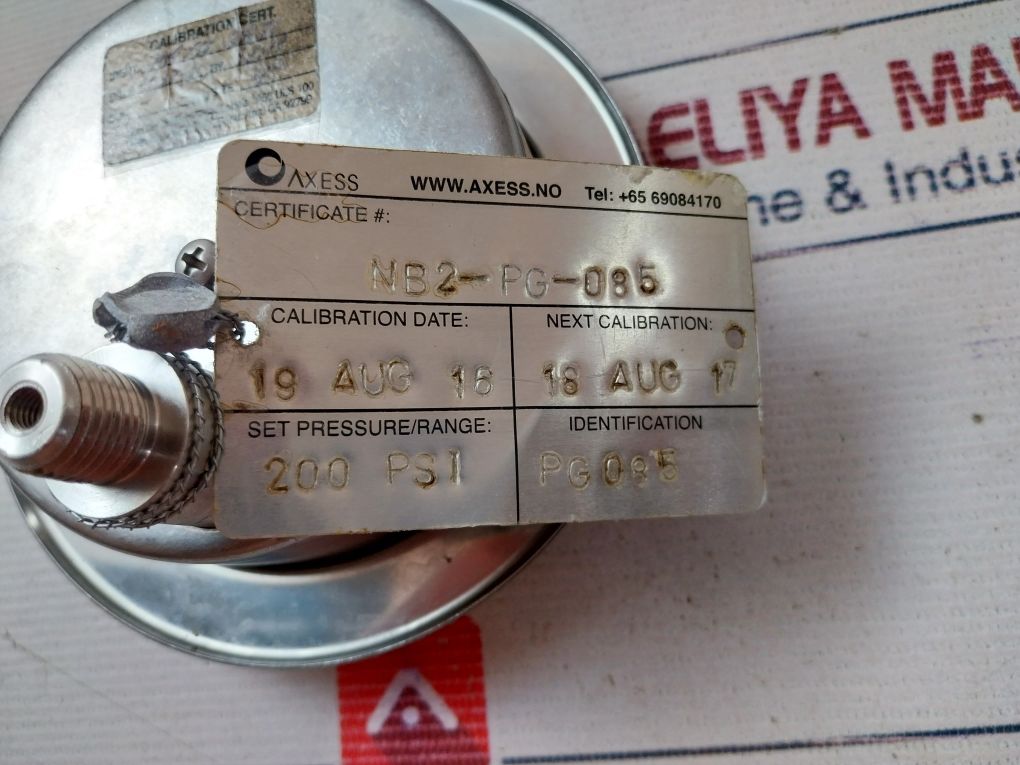 CALIBRATION CERT.
AXESS WWW.AXESS.NO Tel: +65 69084170
CERTIFICATE #:
NB2-PG-085
CALIBRATION DATE: NEXT CALIBRATION:
19 AUG 16 18 AUG 17
SET PRESSURE/RANGE: IDENTIFICATION
200 PSI PG085
ELIYA MA
ne & Indus